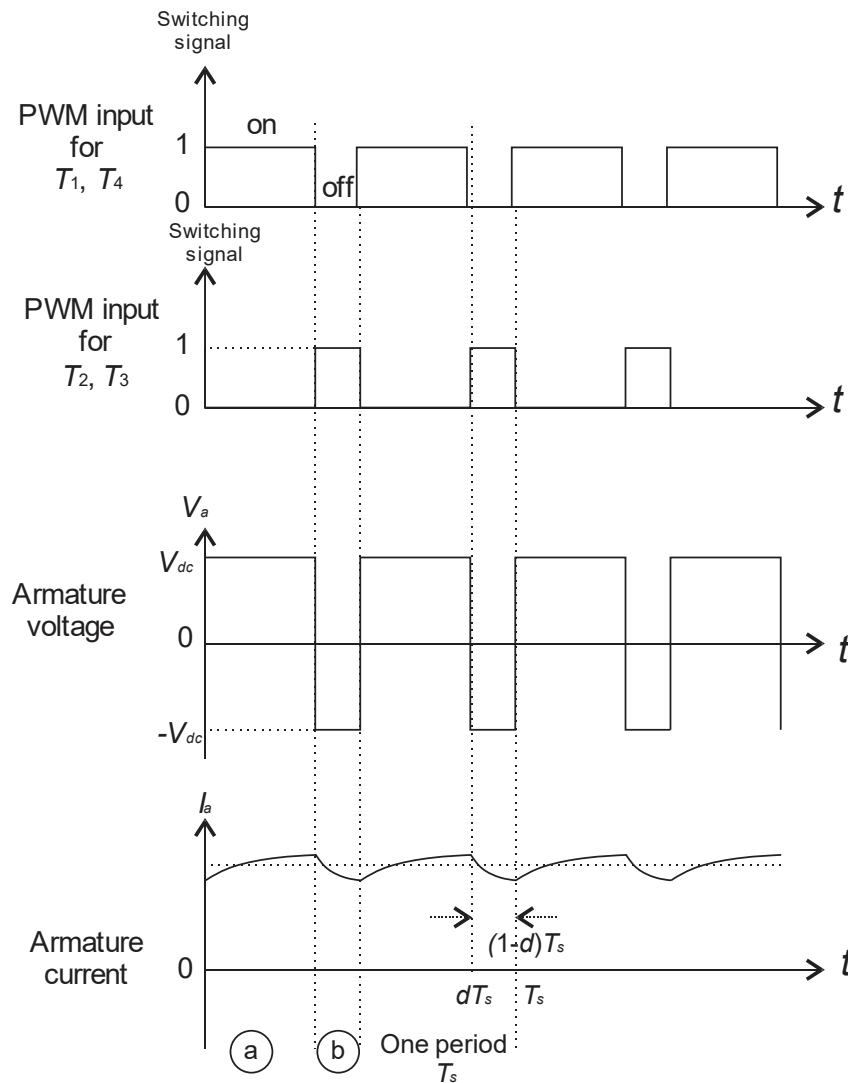 Switching
signal
PWM input
for
T1, T4
1
on
off
0
t
Switching
signal
PWM input
for
T2, T3
1
0
t
Va
Vdc
Armature
voltage
0
t
-Vdc
Ia
(1-d)Ts
Armature
current
0
t
dTs
Ts
a
b
One period
Ts